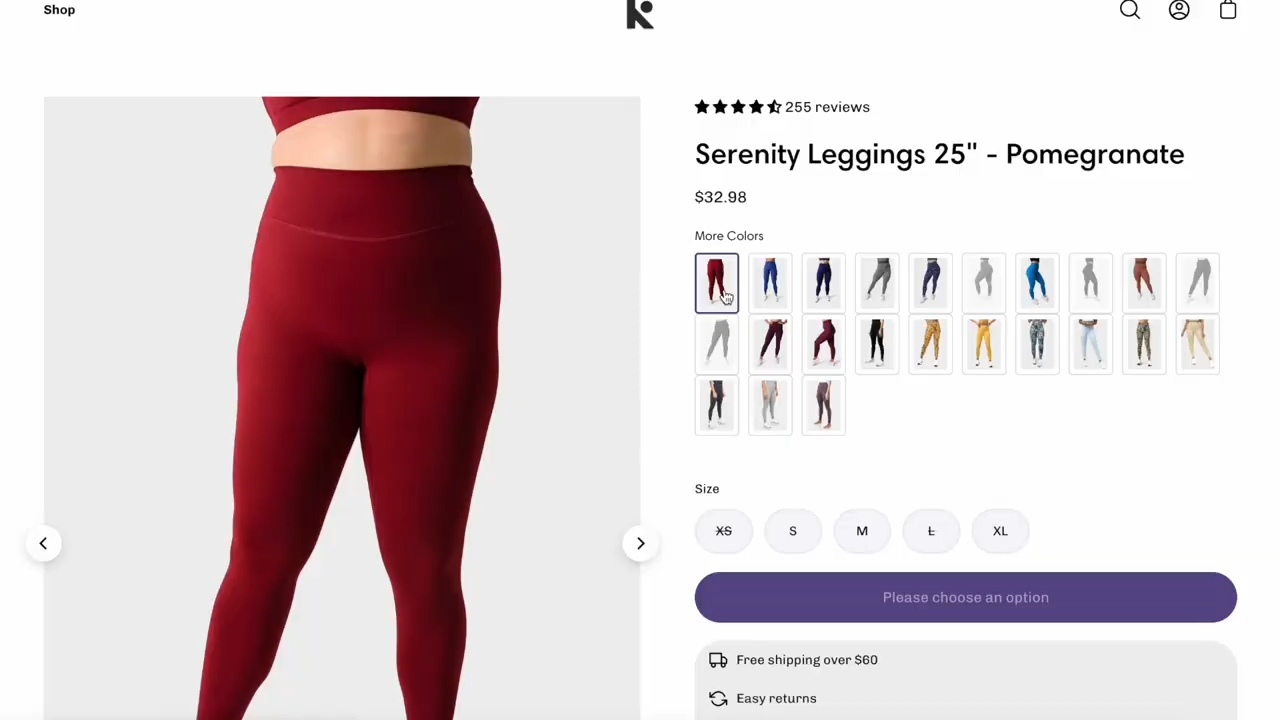 Shop
255 reviews
Serenity Leggings 25" - Pomegranate
$32.98
More Colors
Size
XS
S
M
L
XL
Please choose an option
Free shipping over $60
Easy returns